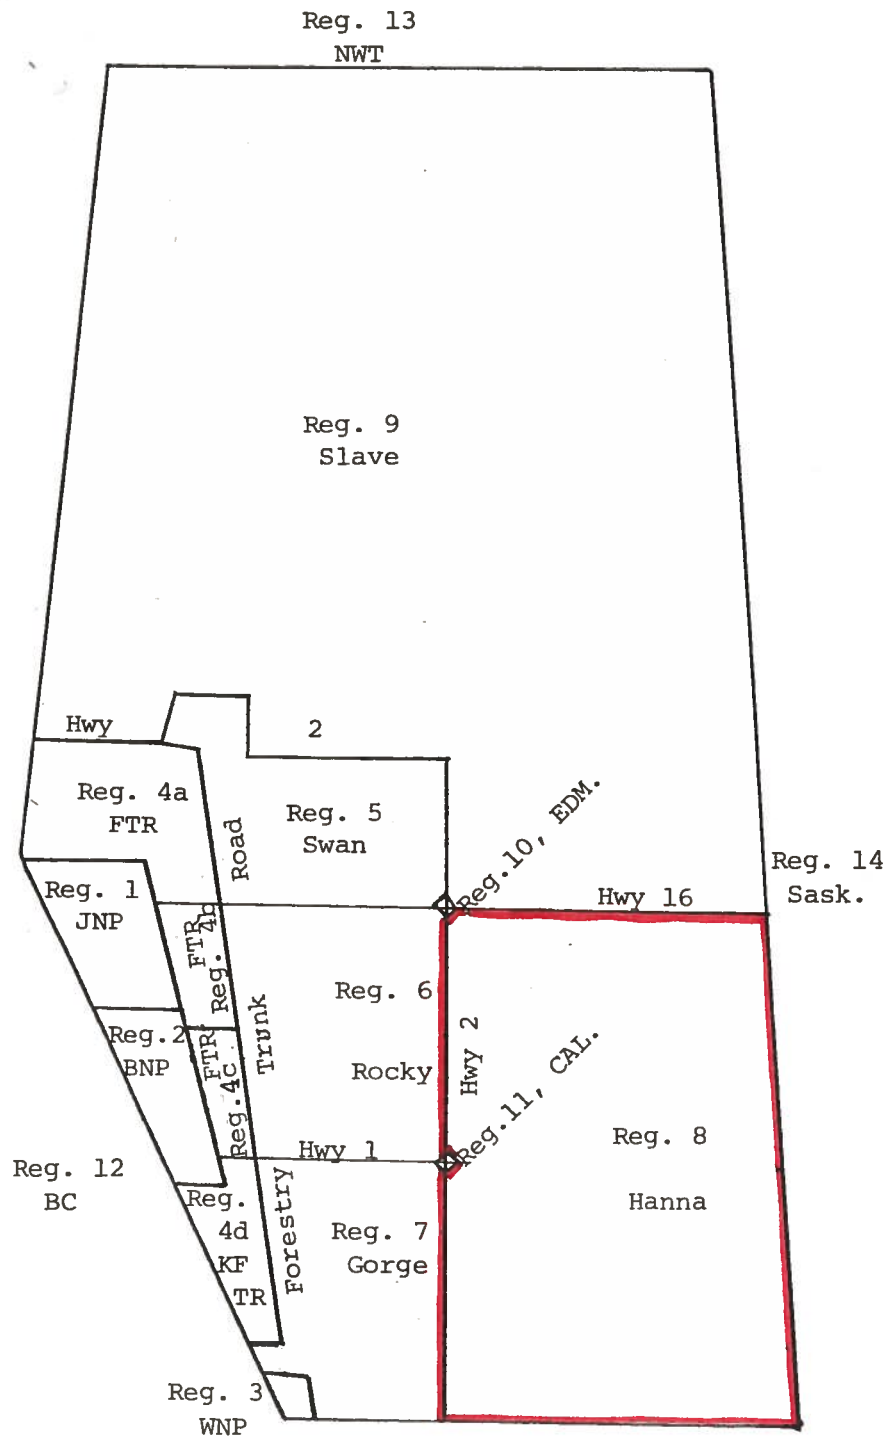 Reg. 13
NWT
Reg. 9
Slave
Hwy 2
Reg. 4a
FTR
Reg. 5
Swan
Road
Reg.10, EDM.
Reg. 14
Sask.
Hwy 16
Reg. 1
JNP
FTR
Reg. 4b
Reg. 6
Rocky
Trunk
Hwy 2
Reg.2
BNP
FTR
Reg.4c
Reg.11, CAL.
Reg. 8
Hanna
Hwy 1
Reg. 12
BC
Reg.
4d
KF
TR
Forestry
Reg. 7
Gorge
Reg. 3
WNP